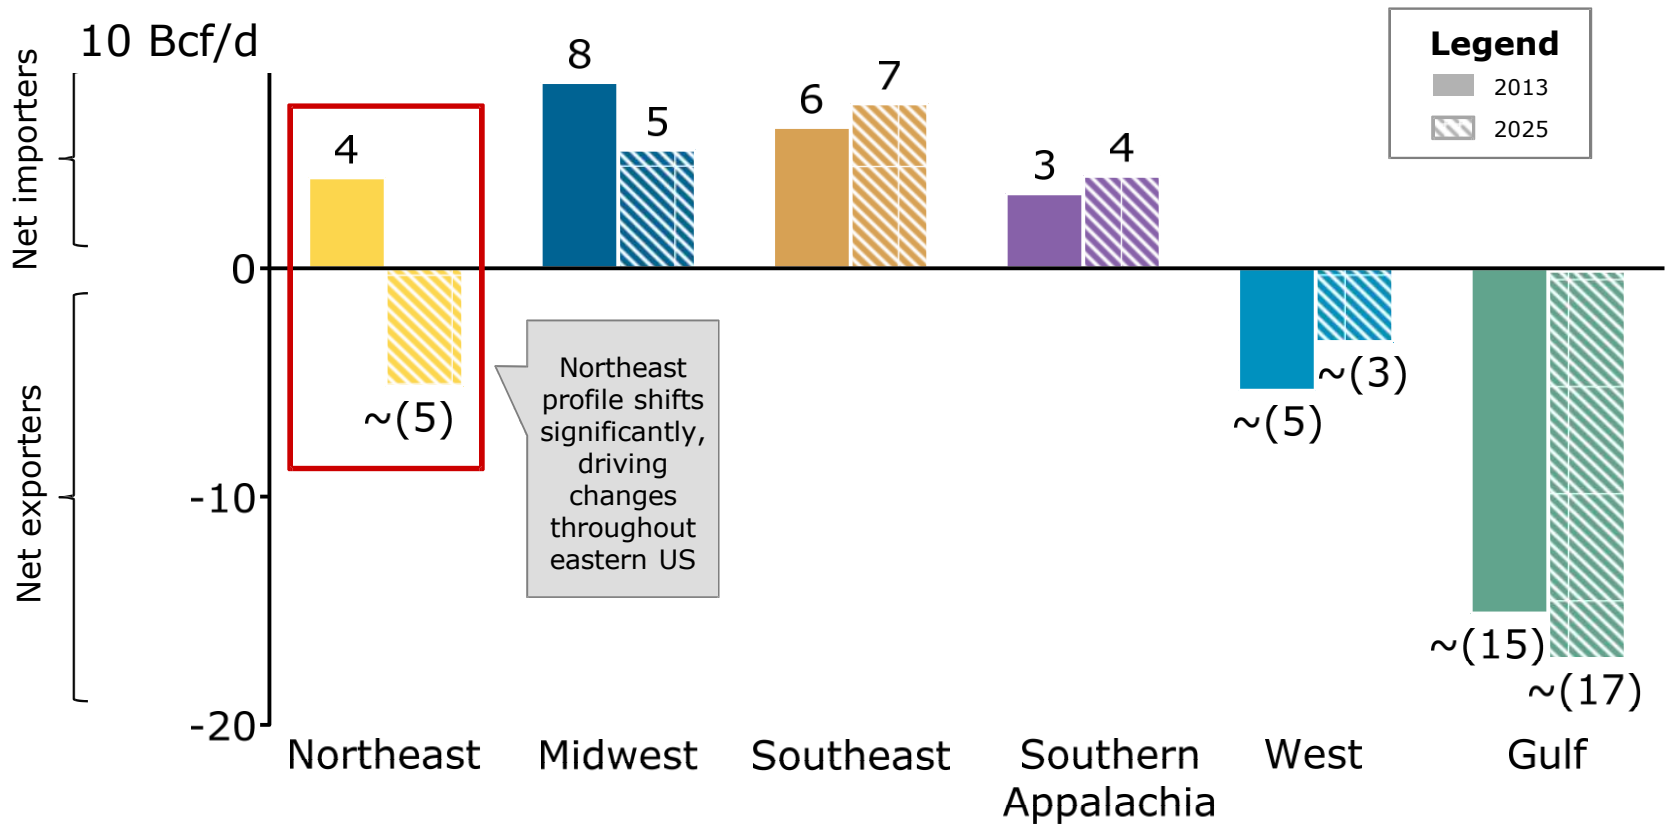 10 Bcf/d
Net importers
Net exporters
0
-10
-20
Legend
2013
2025
4
~(5)
8
5
6
7
3
4
~(5)
~(3)
~(15)
~(17)
Northeast
profile shifts
significantly,
driving
changes
throughout
eastern US
Northeast
Midwest
Southeast
Southern
Appalachia
West
Gulf